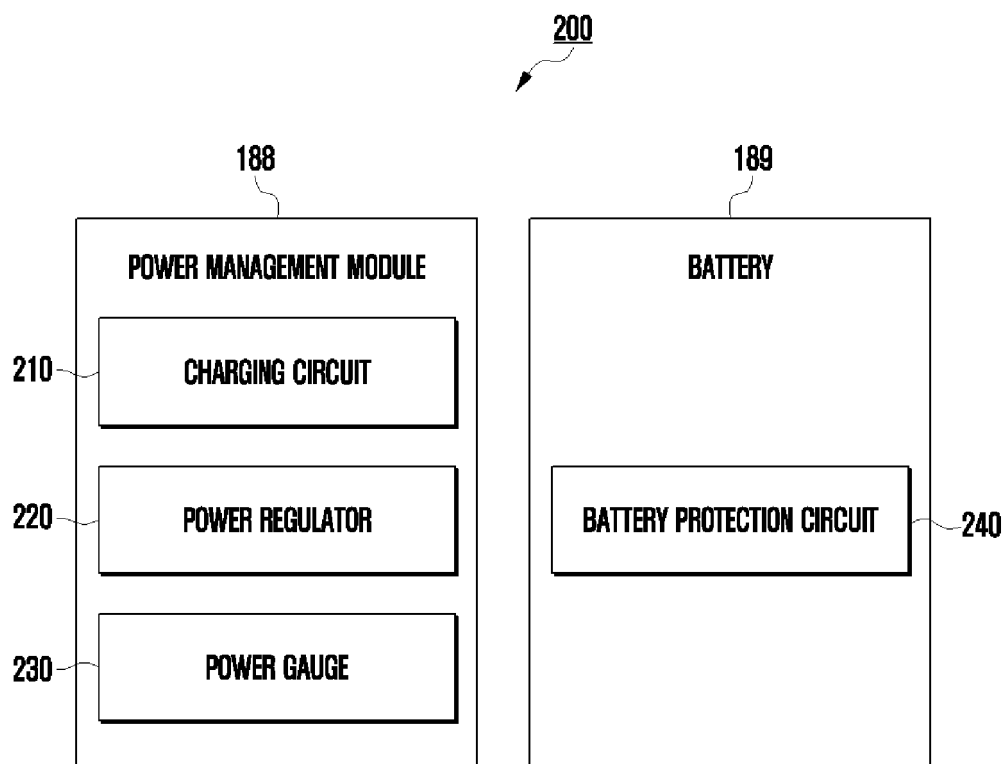 200
188
189
POWER MANAGEMENT MODULE
BATTERY
210
CHARGING CIRCUIT
220
POWER REGULATOR
BATTERY PROTECTION CIRCUIT
240
230
POWER GAUGE